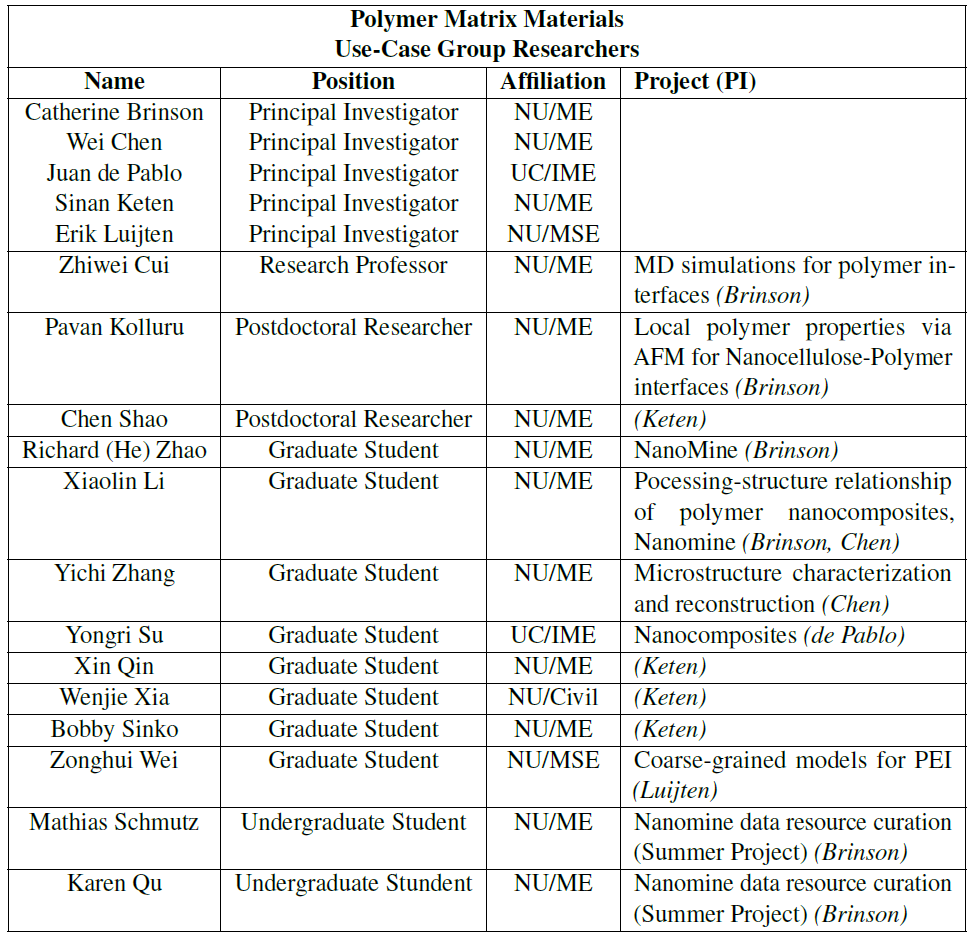 Polymer Matrix Materials
Use-Case Group Researchers
Name Position Affiliation Project (PI)
Catherine Brinson Principal Investigator NU/ME
Wei Chen Principal Investigator NU/ME
Juan de Pablo Principal Investigator UC/IME
Sinan Keten Principal Investigator NU/ME
Erik Luijten Principal Investigator NU/MSE
Zhiwei Cui Research Professor NU/ME MD simulations for polymer in-
terfaces (Brinson)
Pavan Kolluru Postdoctoral Researcher NU/ME Local polymer properties via
AFM for Nanocellulose-Polymer
interfaces (Brinson)
Chen Shao Postdoctoral Researcher NU/ME (Keten)
Richard (He) Zhao Graduate Student NU/ME NanoMine (Brinson)
Xiaolin Li Graduate Student NU/ME Pocessing-structure relationship
of polymer nanocomposites,
Nanomine (Brinson, Chen)
Yichi Zhang Graduate Student NU/ME Microstructure characterization
and reconstruction (Chen)
Yongri Su Graduate Student UC/IME Nanocomposites (de Pablo)
Xin Qin Graduate Student NU/ME (Keten)
Wenjie Xia Graduate Student NU/Civil (Keten)
Bobby Sinko Graduate Student NU/ME (Keten)
Zonghui Wei Graduate Student NU/MSE Coarse-grained models for PEI
(Luijten)
Mathias Schmutz Undergraduate Student NU/ME Nanomine data resource curation
(Summer Project) (Brinson)
Karen Qu Undergraduate Stundent NU/ME Nanomine data resource curation
(Summer Project) (Brinson)